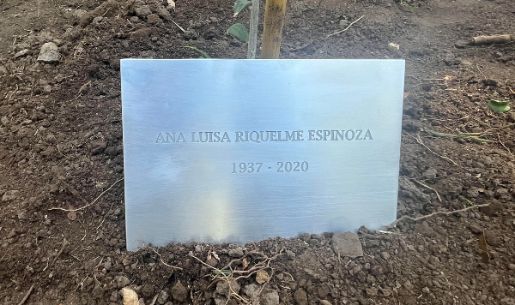 ANA LUISA RIQUELME ESPINOZA
1937 - 2020